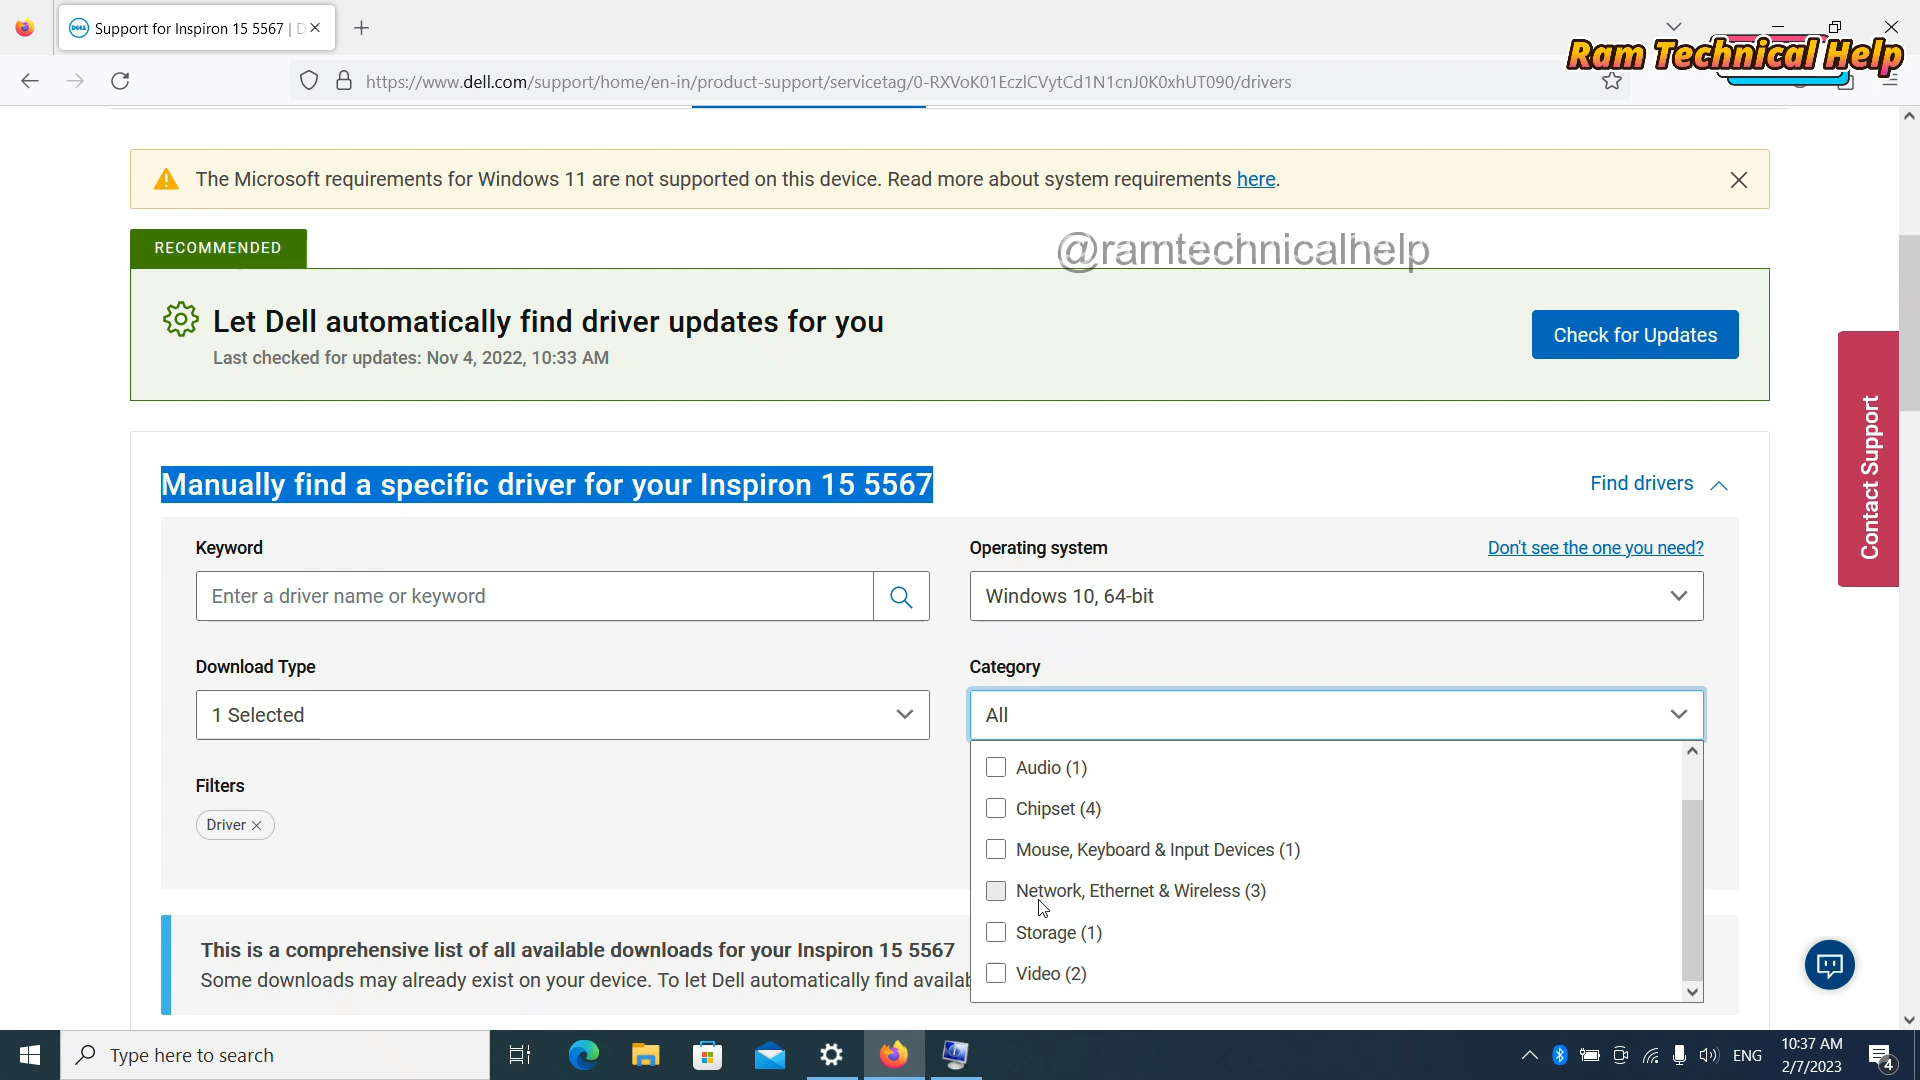 Support for Inspiron 15 5567 | D
https://www.dell.com/support/home/en-in/product-support/servicetag/0-RXVoK01EczlCVytCd1N1cnJ0K0xhUT090/drivers
Ram Technical Help
The Microsoft requirements for Windows 11 are not supported on this device. Read more about system requirements here.
RECOMMENDED
@ramtechnicalhelp
Let Dell automatically find driver updates for you
Last checked for updates: Nov 4, 2022, 10:33 AM
Check for Updates
Contact Support
Manually find a specific driver for your Inspiron 15 5567
Find drivers
Keyword
Operating system
Don't see the one you need?
Enter a driver name or keyword
Windows 10, 64-bit
Download Type
Category
1 Selected
All
Audio (1)
Chipset (4)
Mouse, Keyboard & Input Devices (1)
Network, Ethernet & Wireless (3)
Storage (1)
Video (2)
Filters
Driver
This is a comprehensive list of all available downloads for your Inspiron 15 5567
Some downloads may already exist on your device. To let Dell automatically find availab
Type here to search
ENG
10:37 AM
2/7/2023
4